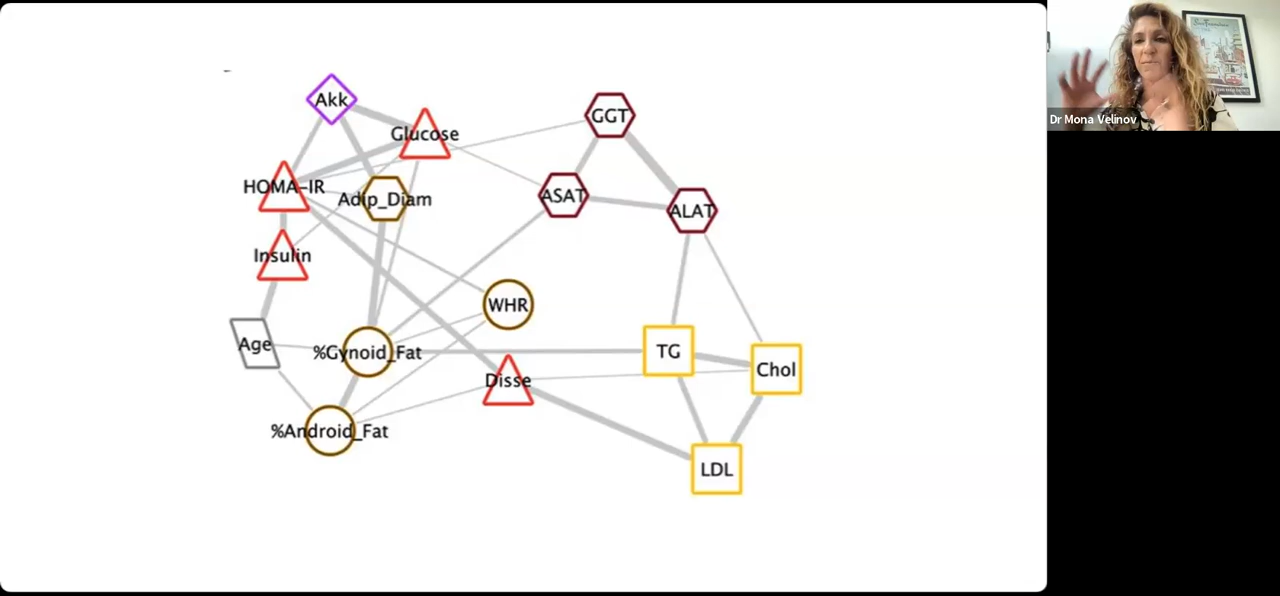 Akk
Glucose
GGT
HOMA-IR
Adip_Diam
ASAT
ALAT
Insulin
WHR
Age
%Gynoid_Fat
TG
Chol
Disse
%Android_Fat
LDL
Dr Mona Velinov